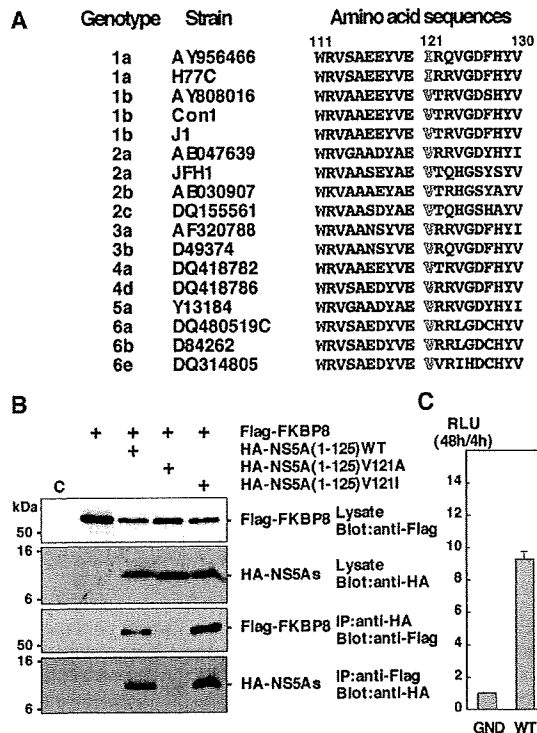 A
Genotype Strain Amino acid sequences
111 121 130
1a AY956466 WRVSAEEYVE IRQVGDFHYV
1a H77C WRVSAEEYVE IRRVGDFHYV
1b AY808016 WRVAAEEYVE VTRVGDSHYV
1b Con1 WRVAAEEYVE VTRVGDFHYV
1b J1 WRVAAEEYVE VTRVGDFHYV
2a AB047639 WRVGAADYAE VRRVGDYHYI
2a JFH1 WRVAASEYAE VTQHGSYSYV
2b AB030907 WKVAAAEYAE VTRHGSYAYV
2c DQ155561 WRVAASDYAE VTQHGSHAYV
3a AF320788 WRVAANSYVE VRRVGDFHYI
3b D49374 WRVAANSYVE VRQVGDFHYV
4a DQ418782 WRVAAEEYVE VTRVGDFHYV
4d DQ418786 WRVSAEDYVE VRRVGDFHYV
5a Y13184 WRVGAADYAE VRRVGDYHYI
6a DQ480519C WRVSAEDYVE VRRLGDCHYV
6b D84262 WRVSAEDYVE VRRLGDCHYV
6e DQ314805 WRVSAEDYVE VVRIHDCHYV
B
+ + + + Flag-FKBP8
+ HA-NS5A(1-125)WT
+ HA-NS5A(1-125)V121A
C + HA-NS5A(1-125)V121I
kDa
50
Flag-FKBP8 Lysate
Blot:anti-Flag
16
6
HA-NS5As Lysate
Blot:anti-HA
50
Flag-FKBP8 IP:anti-HA
Blot:anti-Flag
16
6
HA-NS5As IP:anti-Flag
Blot:anti-HA
C
RLU
(48h/4h)
14
12
10
8
6
4
2
0
GND WT